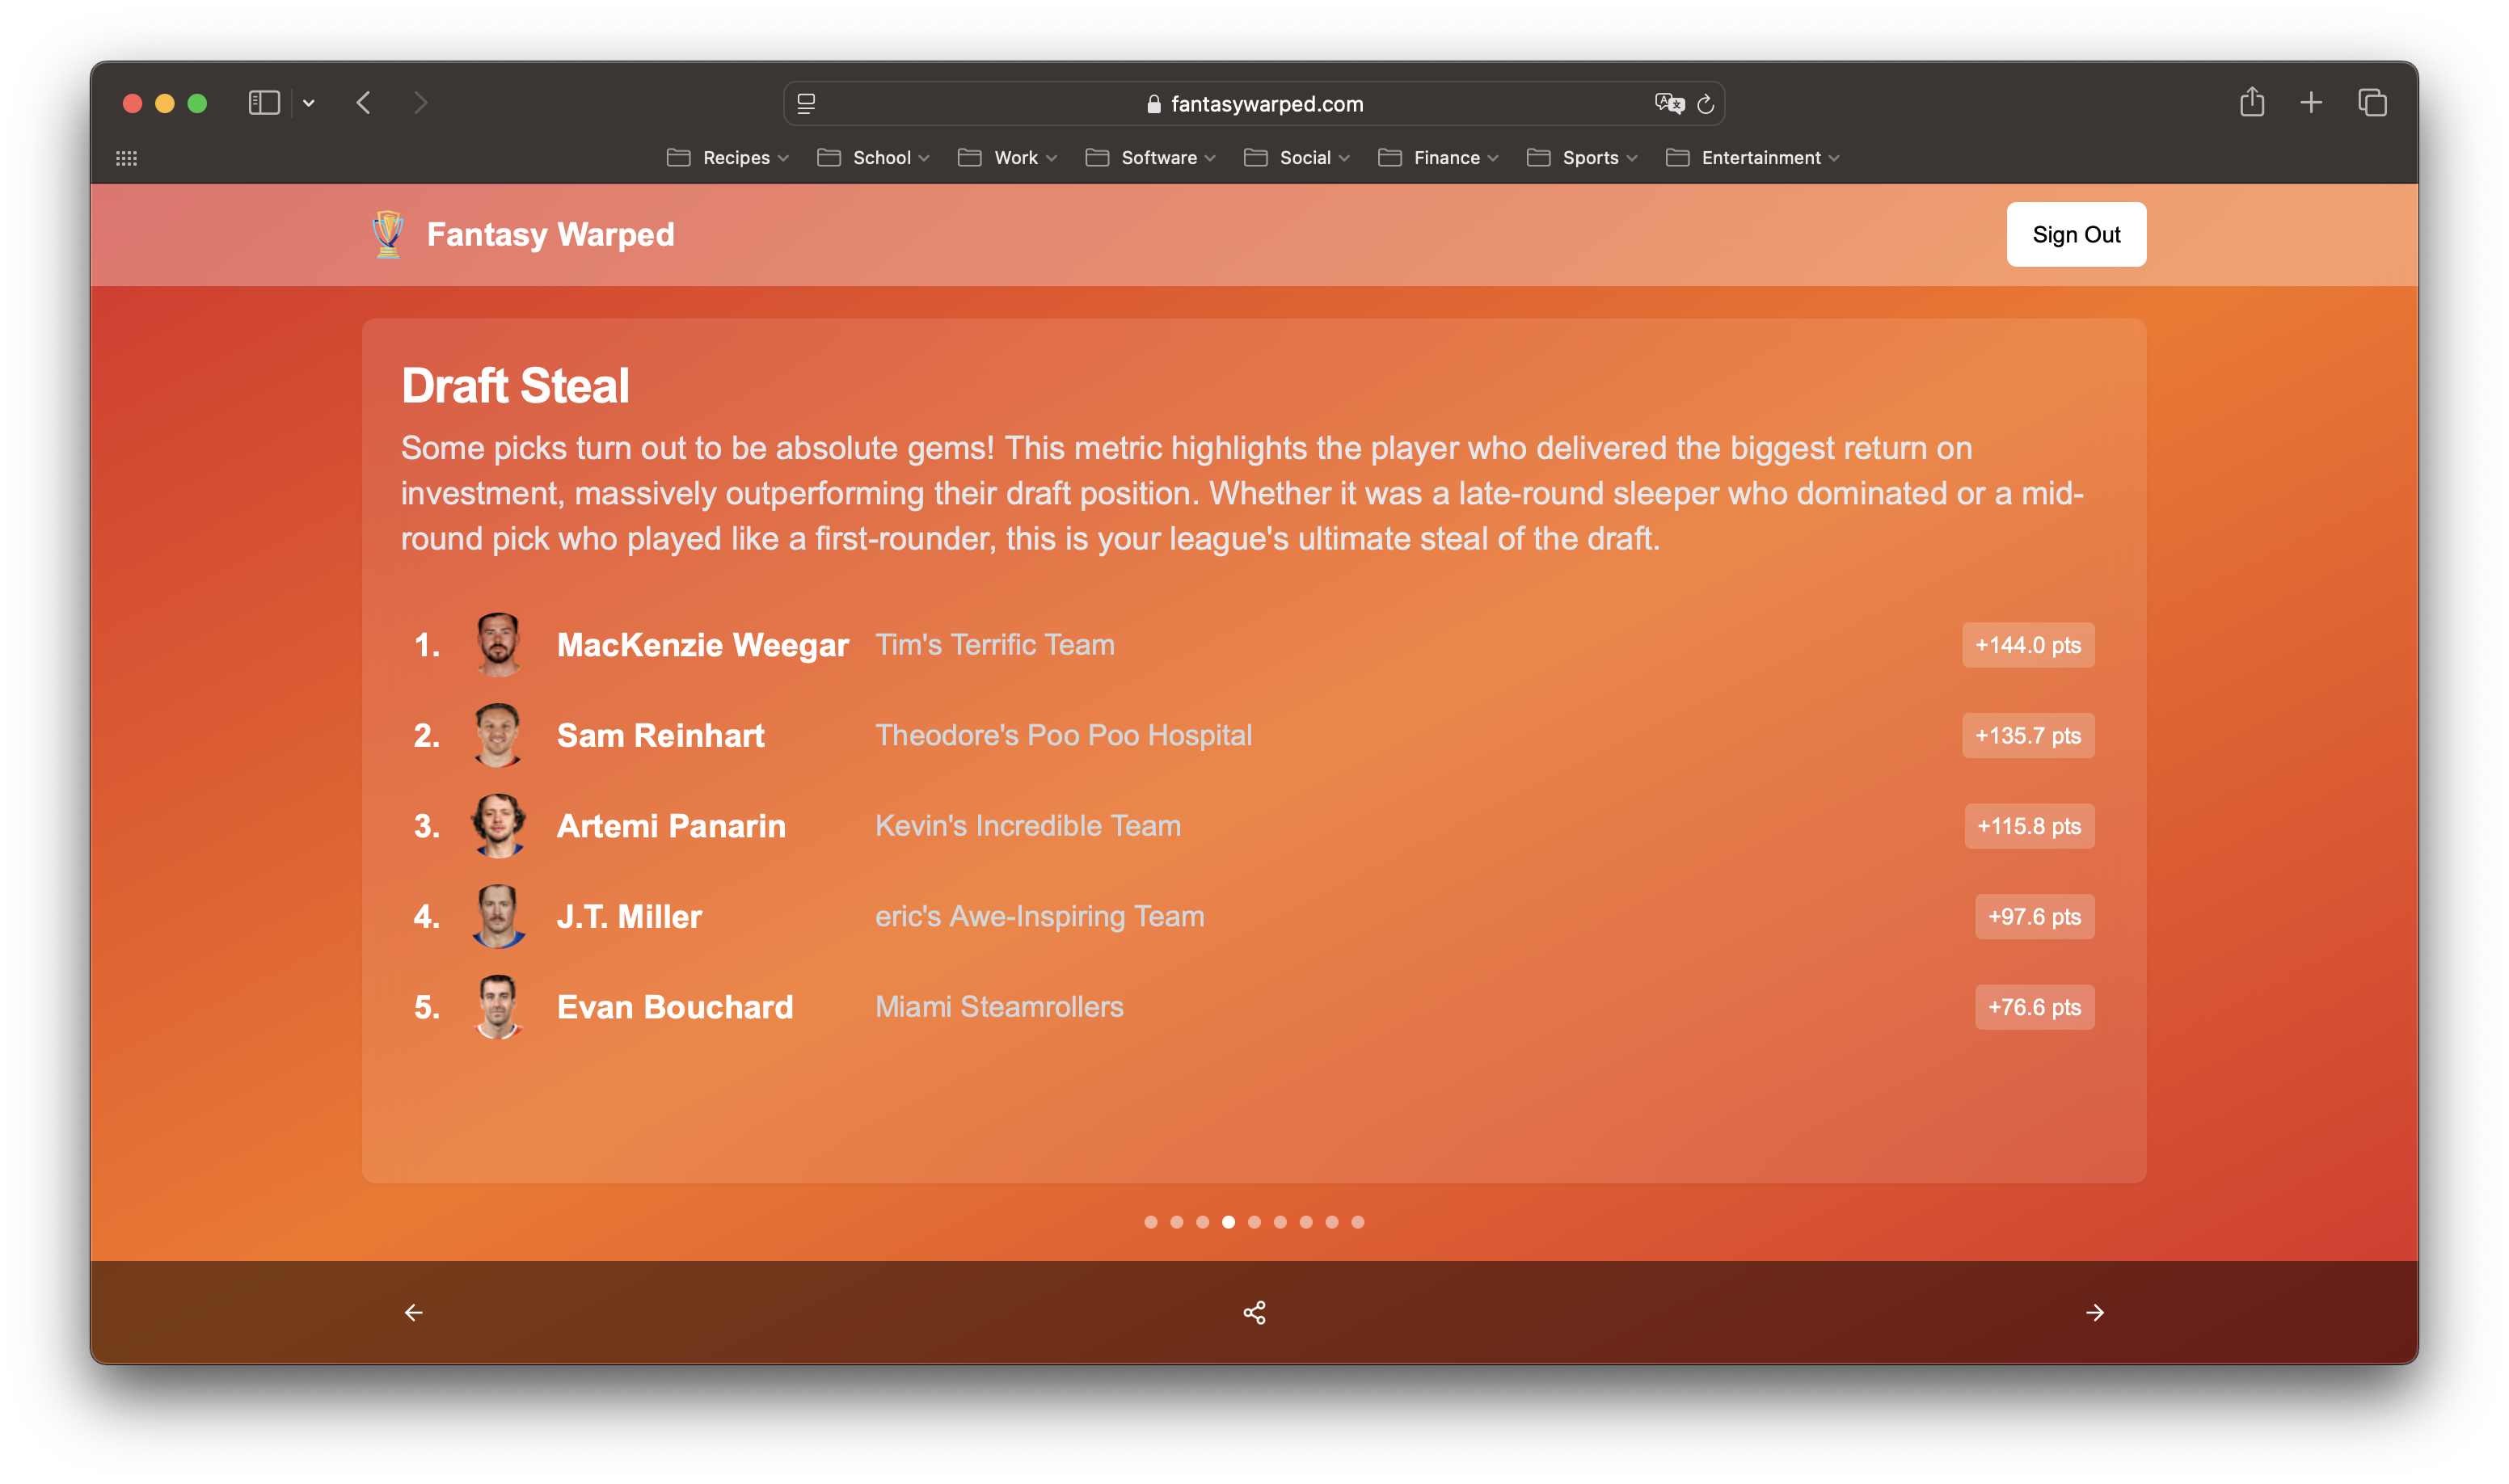 fantasywarped.com
Recipes School Work Software Social Finance Sports Entertainment
Fantasy Warped
Sign Out
Draft Steal
Some picks turn out to be absolute gems! This metric highlights the player who delivered the biggest return on
investment, massively outperforming their draft position. Whether it was a late-round sleeper who dominated or a mid-
round pick who played like a first-rounder, this is your league's ultimate steal of the draft.
1. MacKenzie Weegar Tim's Terrific Team +144.0 pts
2. Sam Reinhart Theodore's Poo Poo Hospital +135.7 pts
3. Artemi Panarin Kevin's Incredible Team +115.8 pts
4. J.T. Miller eric's Awe-Inspiring Team +97.6 pts
5. Evan Bouchard Miami Steamrollers +76.6 pts